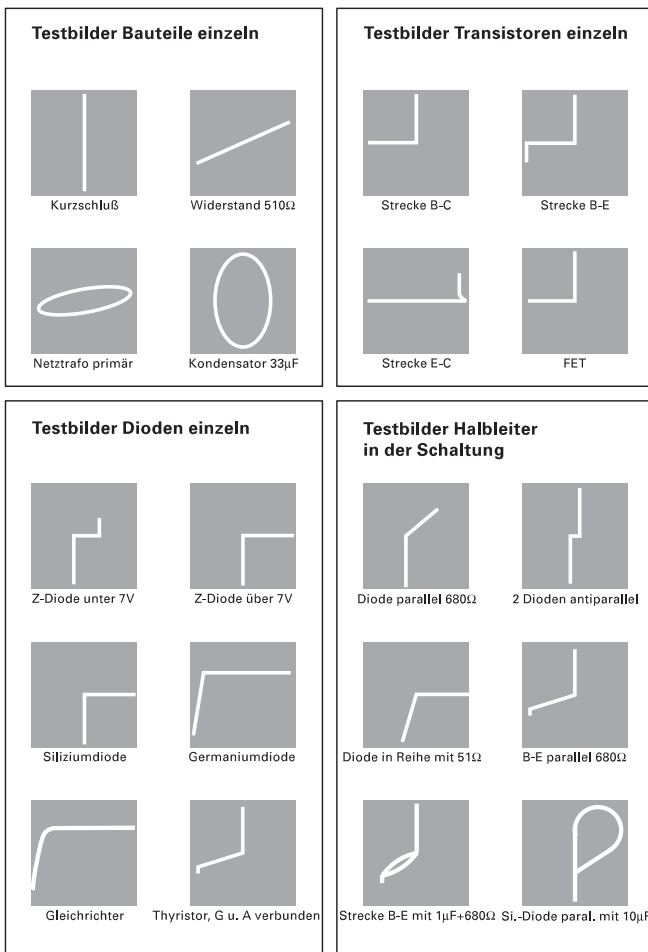 Testbilder Bauteile einzeln
Kurzschluß
Widerstand 510Ω
Netztrafo primär
Kondensator 33µF
Testbilder Transistoren einzeln
Strecke B-C
Strecke B-E
Strecke E-C
FET
Testbilder Dioden einzeln
Z-Diode unter 7V
Z-Diode über 7V
Siliziumdiode
Germaniumdiode
Gleichrichter
Thyristor, G u. A verbunden
Testbilder Halbleiter
in der Schaltung
Diode parallel 680Ω
2 Dioden antiparallel
Diode in Reihe mit 51Ω
B-E parallel 680Ω
Strecke B-E mit 1µF+680Ω
Si.-Diode paral. mit 10µF